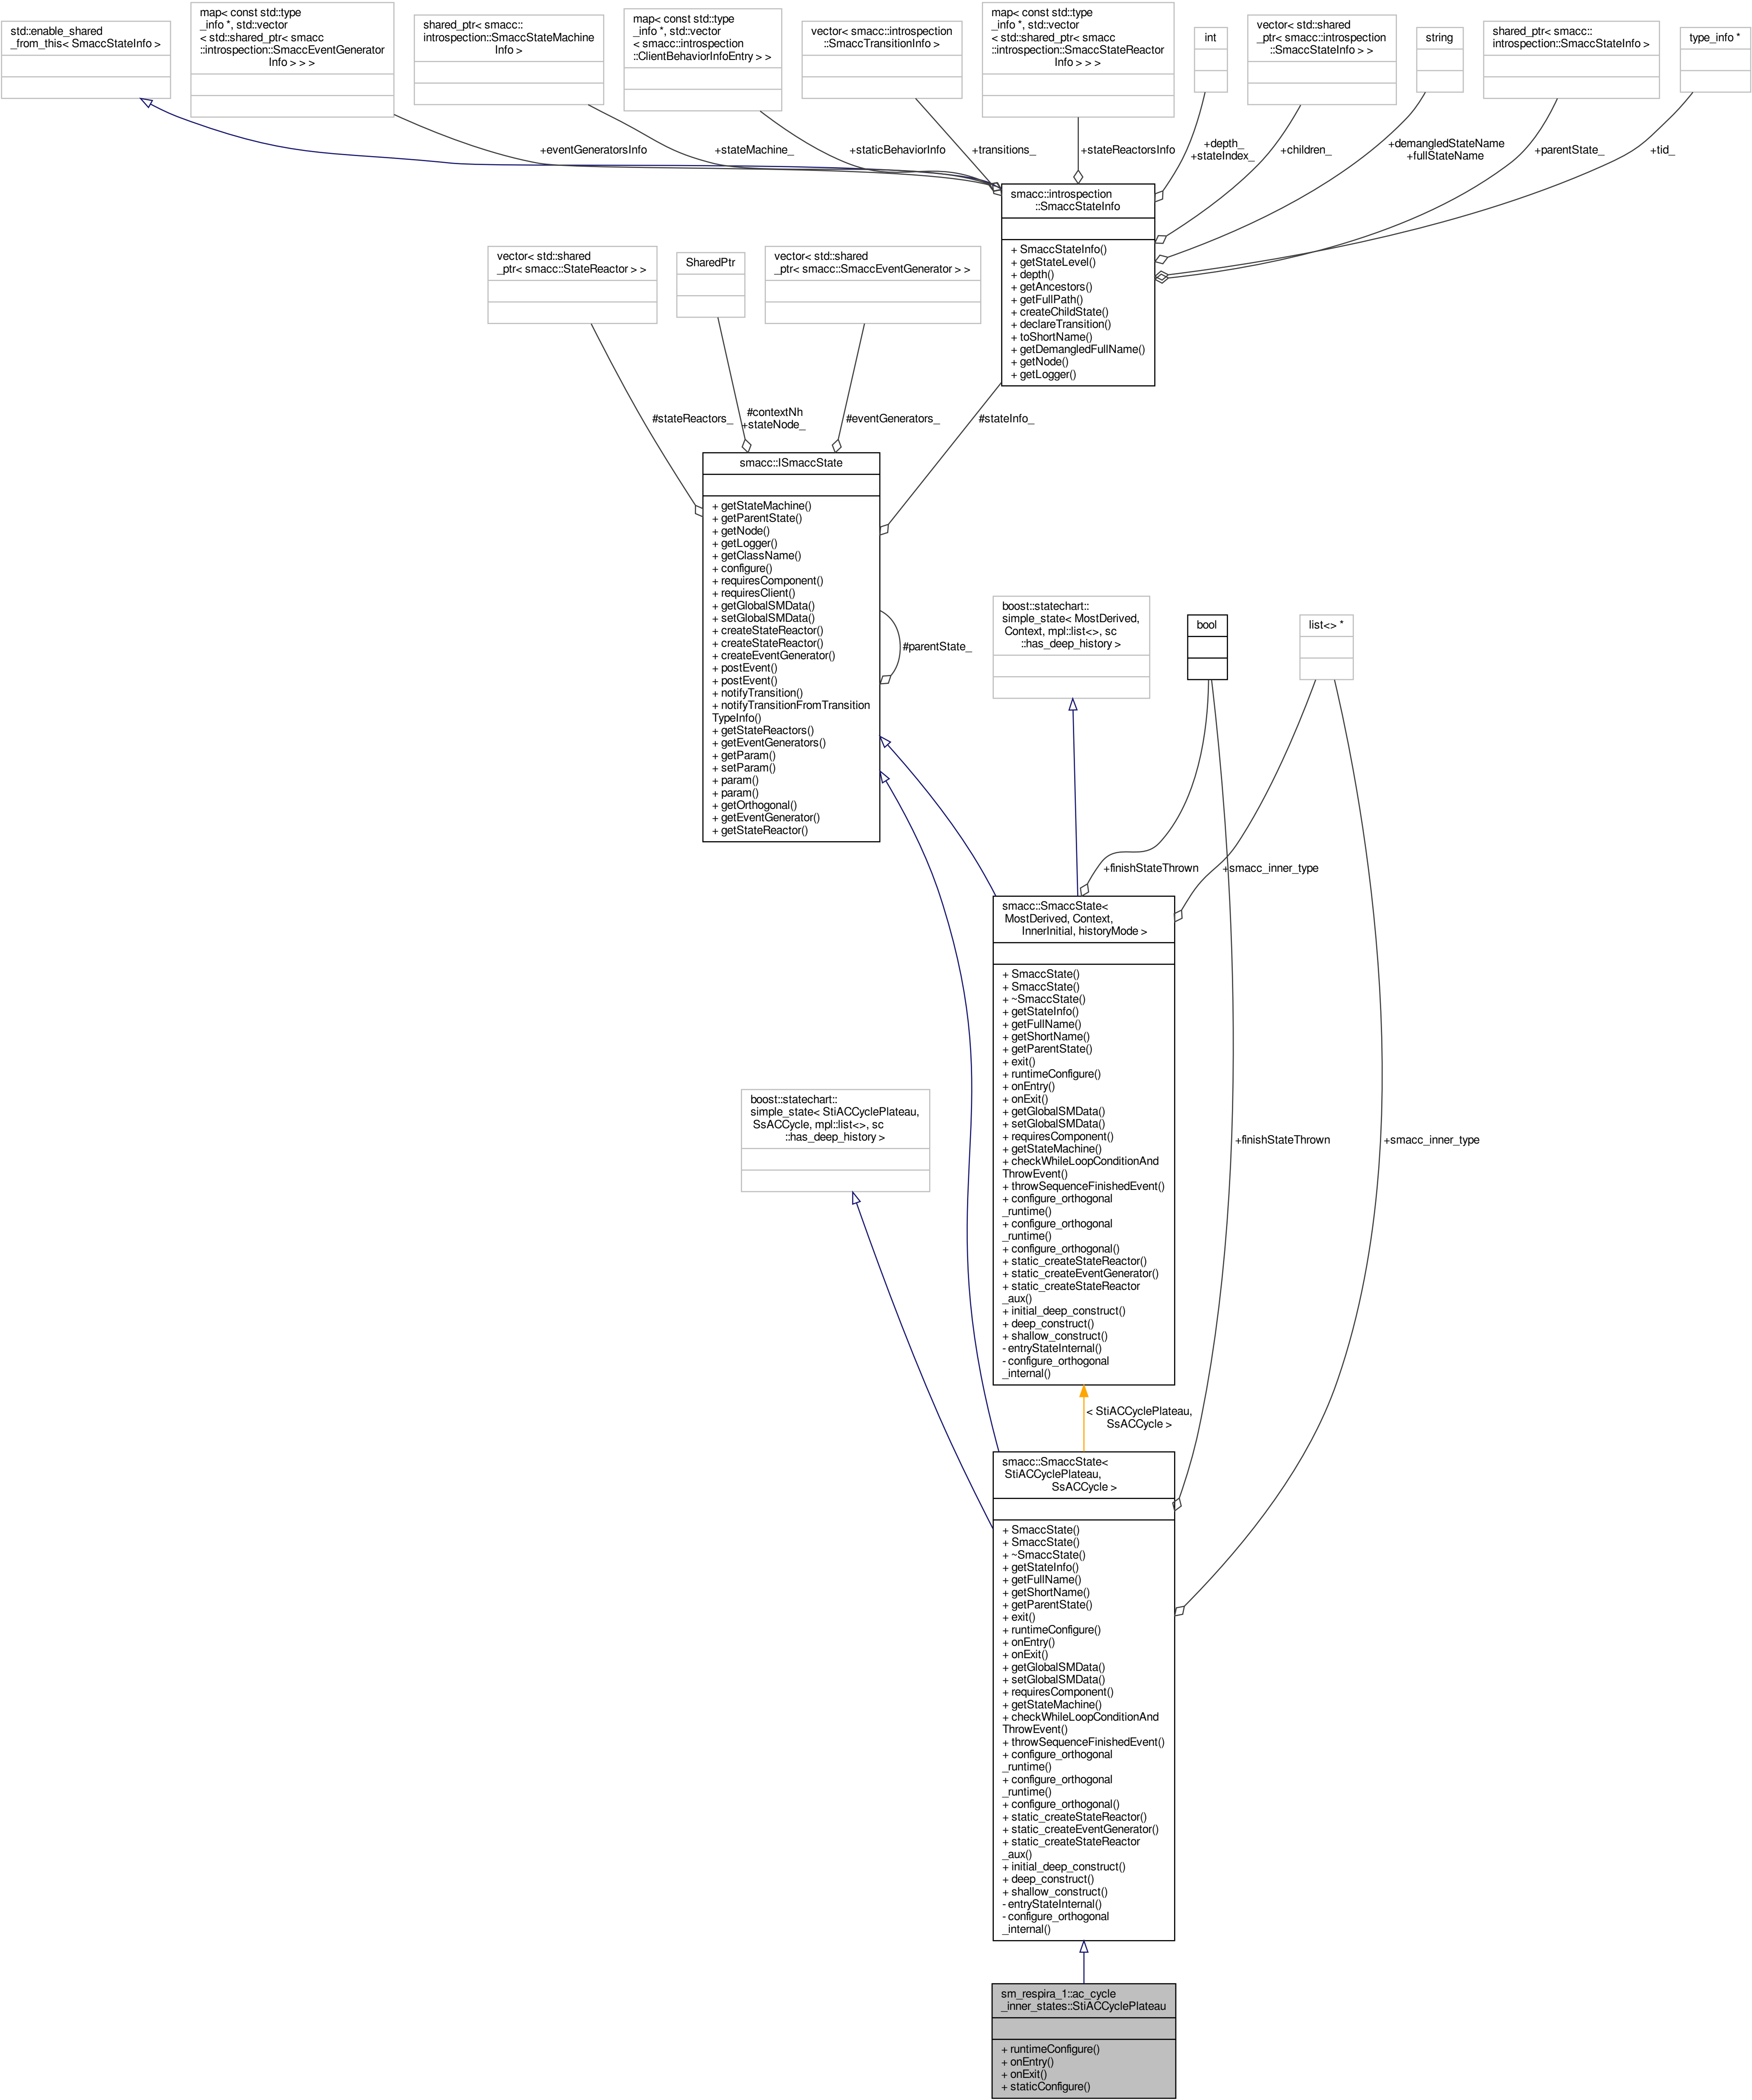 std::enable_shared
_from_this< SmaccStateInfo >
map< const std::type
_info *, std::vector
< std::shared_ptr< smacc
::introspection::SmaccEventGenerator
Info > > >
shared_ptr< smacc::
introspection::SmaccStateMachine
Info >
map< const std::type
_info *, std::vector
< smacc::introspection
::ClientBehaviorInfoEntry > >
vector< smacc::introspection
::SmaccTransitionInfo >
map< const std::type
_info *, std::vector
< std::shared_ptr< smacc
::introspection::SmaccStateReactor
Info > > >
int
vector< std::shared
_ptr< smacc::introspection
::SmaccStateInfo > >
string
shared_ptr< smacc::
introspection::SmaccStateInfo >
type_info *
+eventGeneratorsInfo
+stateMachine_
+staticBehaviorInfo
+transitions_
+stateReactorsInfo
+depth_
+stateIndex_
+children_
+demangledStateName
+fullStateName
+parentState_
+tid_
smacc::introspection
::SmaccStateInfo
+ SmaccStateInfo()
+ getStateLevel()
+ depth()
+ getAncestors()
+ getFullPath()
+ createChildState()
+ declareTransition()
+ toShortName()
+ getDemangledFullName()
+ getNode()
+ getLogger()
vector< std::shared
_ptr< smacc::StateReactor > >
SharedPtr
vector< std::shared
_ptr< smacc::SmaccEventGenerator > >
#stateReactors_
#contextNh
+stateNode_
#eventGenerators_
#stateInfo_
smacc::ISmaccState
+ getStateMachine()
+ getParentState()
+ getNode()
+ getLogger()
+ getClassName()
+ configure()
+ requiresComponent()
+ requiresClient()
+ getGlobalSMData()
+ setGlobalSMData()
+ createStateReactor()
+ createStateReactor()
+ createEventGenerator()
+ postEvent()
+ postEvent()
+ notifyTransition()
+ notifyTransitionFromTransition
TypeInfo()
+ getStateReactors()
+ getEventGenerators()
+ getParam()
+ setParam()
+ param()
+ param()
+ getOrthogonal()
+ getEventGenerator()
+ getStateReactor()
#parentState_
boost::statechart::
simple_state< MostDerived,
Context, mpl::list<>, sc
::has_deep_history >
bool
list<> *
+finishStateThrown
+smacc_inner_type
smacc::SmaccState<
MostDerived, Context,
InnerInitial, historyMode >
+ SmaccState()
+ SmaccState()
+ ~SmaccState()
+ getStateInfo()
+ getFullName()
+ getShortName()
+ getParentState()
+ exit()
+ runtimeConfigure()
+ onEntry()
+ onExit()
+ getGlobalSMData()
+ setGlobalSMData()
+ requiresComponent()
+ getStateMachine()
+ checkWhileLoopConditionAnd
ThrowEvent()
+ throwSequenceFinishedEvent()
+ configure_orthogonal
_runtime()
+ configure_orthogonal
_runtime()
+ configure_orthogonal()
+ static_createStateReactor()
+ static_createEventGenerator()
+ static_createStateReactor
_aux()
+ initial_deep_construct()
+ deep_construct()
+ shallow_construct()
- entryStateInternal()
- configure_orthogonal
_internal()
boost::statechart::
simple_state< StiACCyclePlateau,
SsACCycle, mpl::list<>, sc
::has_deep_history >
+finishStateThrown
+smacc_inner_type
< StiACCyclePlateau,
SsACCycle >
smacc::SmaccState<
StiACCyclePlateau,
SsACCycle >
+ SmaccState()
+ SmaccState()
+ ~SmaccState()
+ getStateInfo()
+ getFullName()
+ getShortName()
+ getParentState()
+ exit()
+ runtimeConfigure()
+ onEntry()
+ onExit()
+ getGlobalSMData()
+ setGlobalSMData()
+ requiresComponent()
+ getStateMachine()
+ checkWhileLoopConditionAnd
ThrowEvent()
+ throwSequenceFinishedEvent()
+ configure_orthogonal
_runtime()
+ configure_orthogonal
_runtime()
+ configure_orthogonal()
+ static_createStateReactor()
+ static_createEventGenerator()
+ static_createStateReactor
_aux()
+ initial_deep_construct()
+ deep_construct()
+ shallow_construct()
- entryStateInternal()
- configure_orthogonal
_internal()
sm_respira_1::ac_cycle
_inner_states::StiACCyclePlateau
+ runtimeConfigure()
+ onEntry()
+ onExit()
+ staticConfigure()